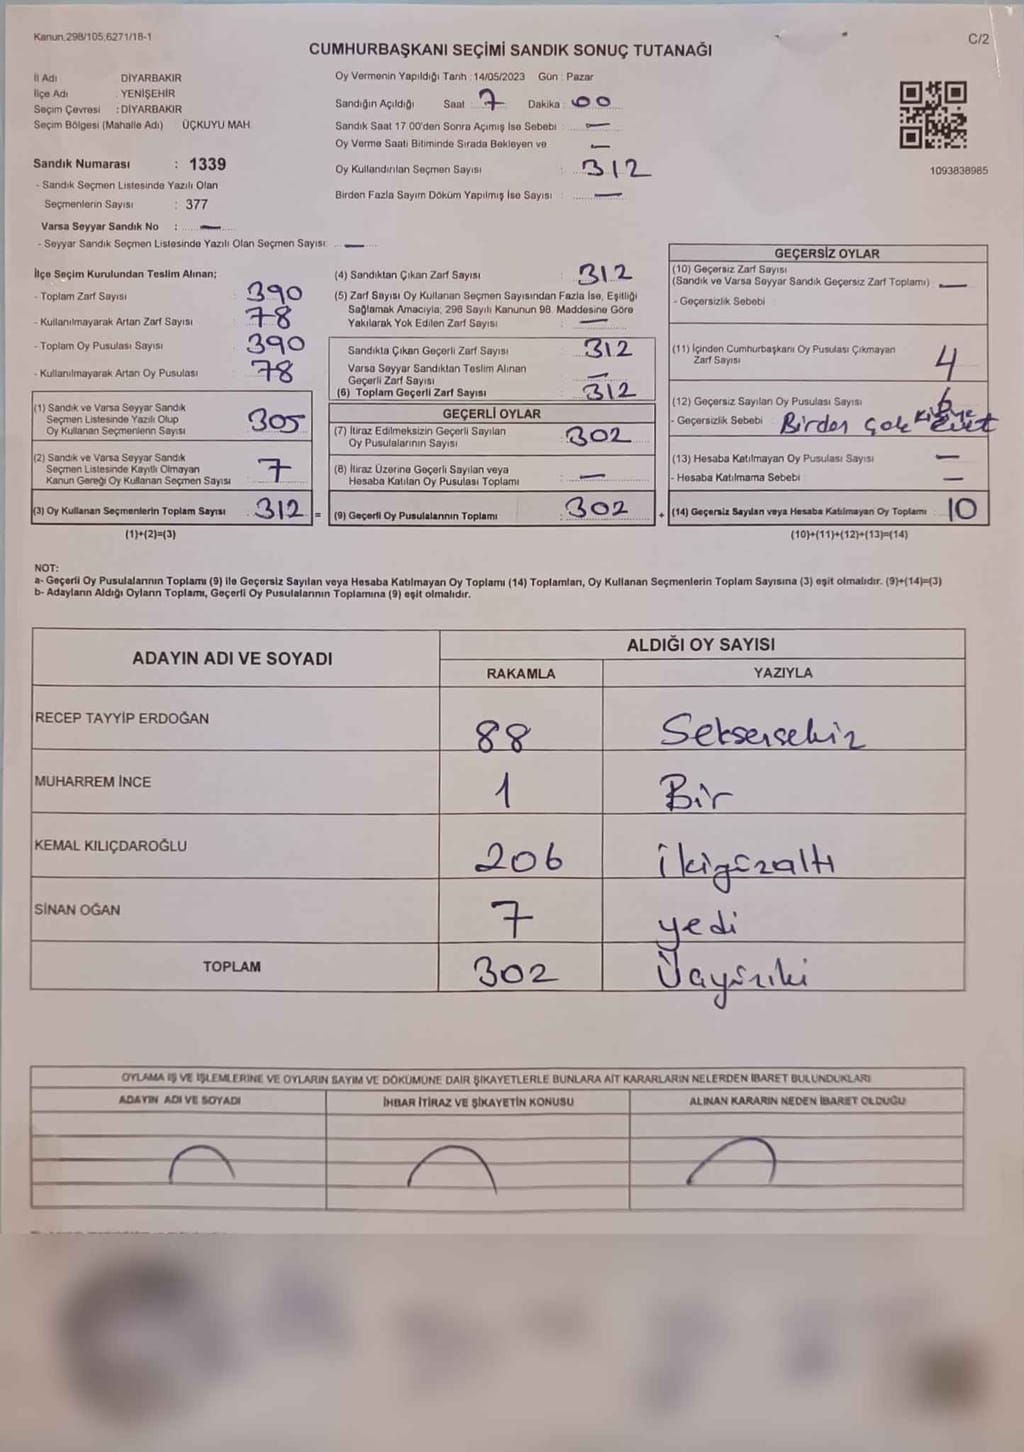 Kanun.298/105,6271/18-1
C/2
CUMHURBAŞKANI SEÇİMİ SANDIK SONUÇ TUTANAĞI
İl Adı DİYARBAKIR
İlçe Adı : YENİŞEHİR
Seçim Çevresi : DİYARBAKIR
Seçim Bölgesi (Mahalle Adı) ÜÇKUYU MAH.
Sandık Numarası : 1339
- Sandık Seçmen Listesinde Yazılı Olan
Seçmenlerin Sayısı : 377
Varsa Seyyar Sandık No : —
- Seyyar Sandık Seçmen Listesinde Yazılı Olan Seçmen Sayısı: —
Oy Vermenin Yapıldığı Tarih :14/05/2023 Gün : Pazar
Sandığın Açıldığı Saat 7 Dakika : 00
Sandık Saat 17.00'den Sonra Açımış İse Sebebi : —
Oy Verme Saati Bitiminde Sırada Bekleyen ve —
Oy Kullandırılan Seçmen Sayısı : 312
Birden Fazla Sayım Döküm Yapılmış İse Sayısı : —
1093838985
İlçe Seçim Kurulundan Teslim Alınan;
- Toplam Zarf Sayısı : 390
- Kullanılmayarak Artan Zarf Sayısı : 78
- Toplam Oy Pusulası Sayısı : 390
- Kullanılmayarak Artan Oy Pusulası : 78
(1) Sandık ve Varsa Seyyar Sandık
Seçmen Listesinde Yazılı Olup
Oy Kullanan Seçmenlerin Sayısı 305
(2) Sandık ve Varsa Seyyar Sandık
Seçmen Listesinde Kayıtlı Olmayan
Kanun Gereği Oy Kullanan Seçmen Sayısı 7
(3) Oy Kullanan Seçmenlerin Toplam Sayısı 312 =
(1)+(2)=(3)
(4) Sandıktan Çıkan Zarf Sayısı : 312
(5) Zarf Sayısı Oy Kullanan Seçmen Sayısından Fazla İse, Eşitliği
Sağlamak Amacıyla, 298 Sayılı Kanunun 98. Maddesine Göre
Yakılarak Yok Edilen Zarf Sayısı : —
Sandıkta Çıkan Geçerli Zarf Sayısı 312
Varsa Seyyar Sandıktan Teslim Alınan
Geçerli Zarf Sayısı —
(6) Toplam Geçerli Zarf Sayısı 312
GEÇERLİ OYLAR
(7) İtiraz Edilmeksizin Geçerli Sayılan
Oy Pusulalarının Sayısı 302
(8) İtiraz Üzerine Geçerli Sayılan veya
Hesaba Katılan Oy Pusulası Toplamı —
(9) Geçerli Oy Pusulalarının Toplamı 302 +
GEÇERSİZ OYLAR
(10) Geçersiz Zarf Sayısı
(Sandık ve Varsa Seyyar Sandık Geçersiz Zarf Toplamı) : —
- Geçersizlik Sebebi
(11) İçinden Cumhurbaşkanı Oy Pusulası Çıkmayan
Zarf Sayısı 4
(12) Geçersiz Sayılan Oy Pusulası Sayısı 6
- Geçersizlik Sebebi : Birden çok kişiye Evet
(13) Hesaba Katılmayan Oy Pusulası Sayısı —
- Hesaba Katılmama Sebebi —
(14) Geçersiz Sayılan veya Hesaba Katılmayan Oy Toplamı 10
(10)+(11)+(12)+(13)=(14)
NOT:
a- Geçerli Oy Pusulalarının Toplamı (9) ile Geçersiz Sayılan veya Hesaba Katılmayan Oy Toplamı (14) Toplamları, Oy Kullanan Seçmenlerin Toplam Sayısına (3) eşit olmalıdır. (9)+(14)=(3)
b- Adayların Aldığı Oyların Toplamı, Geçerli Oy Pusulalarının Toplamına (9) eşit olmalıdır.
ADAYIN ADI VE SOYADI ALDIĞI OY SAYISI
RAKAMLA YAZIYLA
RECEP TAYYİP ERDOĞAN 88 Seksensekiz
MUHARREM İNCE 1 Bir
KEMAL KILIÇDAROĞLU 206 ikiyüzaltı
SİNAN OĞAN 7 yedi
TOPLAM 302 Üçyüziki
OYLAMA İŞ VE İŞLEMLERİNE VE OYLARIN SAYIM VE DÖKÜMÜNE DAİR ŞİKAYETLERLE BUNLARA AİT KARARLARIN NELERDEN İBARET BULUNDUKLARI
ADAYIN ADI VE SOYADI İHBAR İTİRAZ VE ŞİKAYETİN KONUSU ALINAN KARARIN NEDEN İBARET OLDUĞU